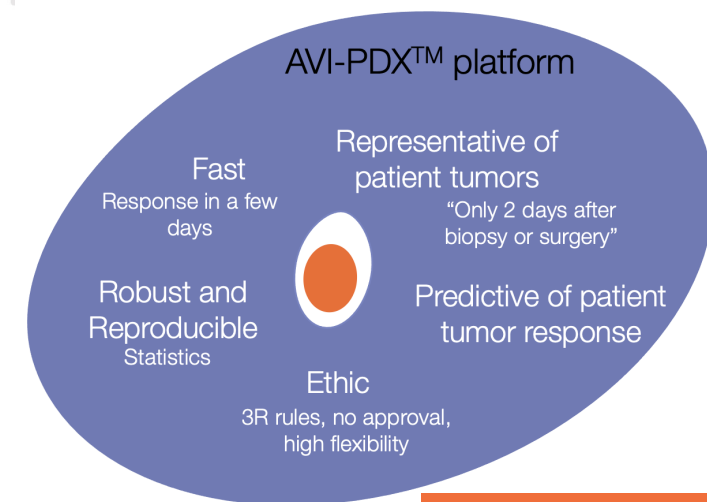 AVI-PDX™ platform
Representative of
patient tumors
“Only 2 days after
biopsy or surgery”
Fast
Response in a few
days
Robust and
Reproducible
Statistics
Predictive of patient
tumor response
Ethic
3R rules, no approval,
high flexibility